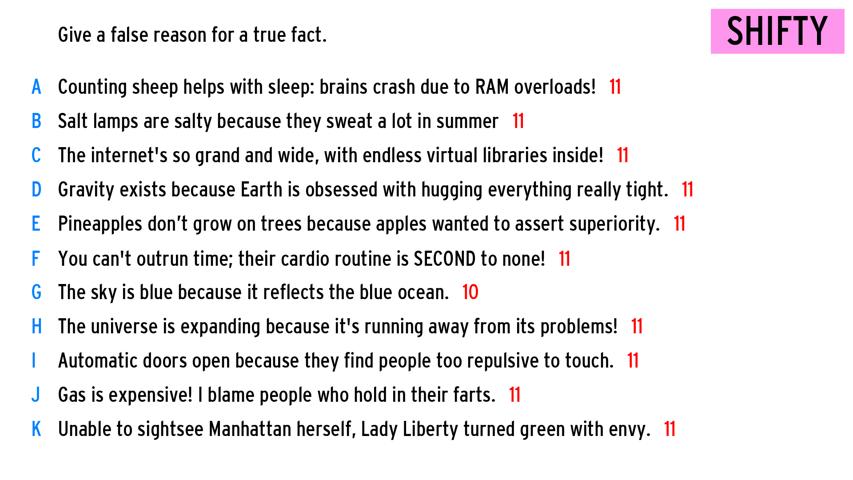 Give a false reason for a true fact.
SHIFTY
A Counting sheep helps with sleep: brains crash due to RAM overloads! 11
B Salt lamps are salty because they sweat a lot in summer 11
C The internet's so grand and wide, with endless virtual libraries inside! 11
D Gravity exists because Earth is obsessed with hugging everything really tight. 11
E Pineapples don’t grow on trees because apples wanted to assert superiority. 11
F You can't outrun time; their cardio routine is SECOND to none! 11
G The sky is blue because it reflects the blue ocean. 10
H The universe is expanding because it's running away from its problems! 11
I Automatic doors open because they find people too repulsive to touch. 11
J Gas is expensive! I blame people who hold in their farts. 11
K Unable to sightsee Manhattan herself, Lady Liberty turned green with envy. 11